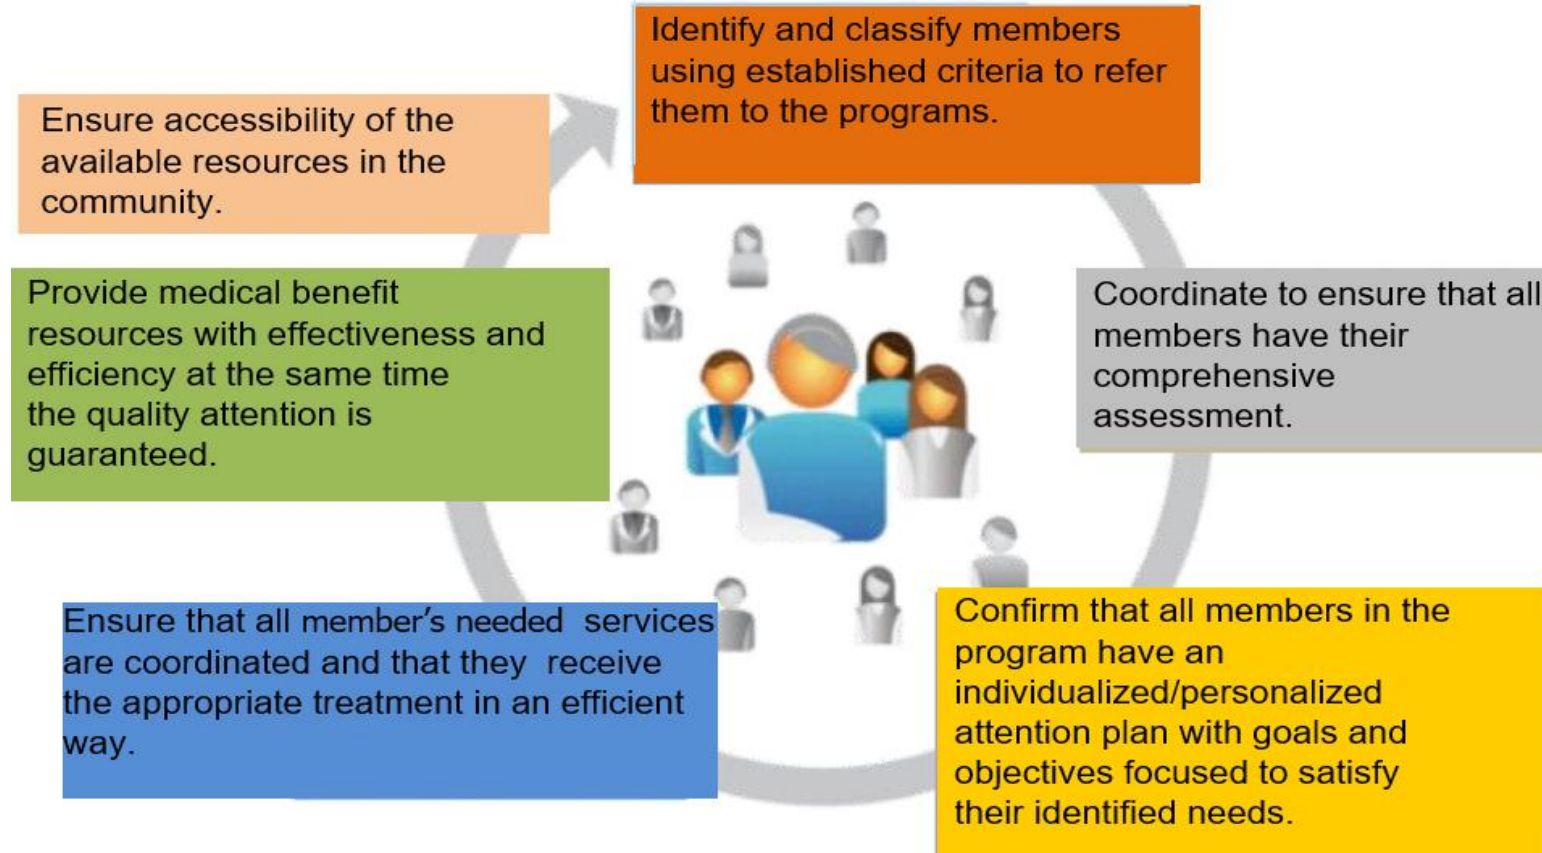 Identify and classify members
using established criteria to refer
them to the programs.
Coordinate to ensure that all
members have their
comprehensive
assessment.
Confirm that all members in the
program have an
individualized/personalized
attention plan with goals and
objectives focused to satisfy
their identified needs.
Ensure that all member’s needed services
are coordinated and that they receive
the appropriate treatment in an efficient
way.
Provide medical benefit
resources with effectiveness and
efficiency at the same time
the quality attention is
guaranteed.
Ensure accessibility of the
available resources in the
community.